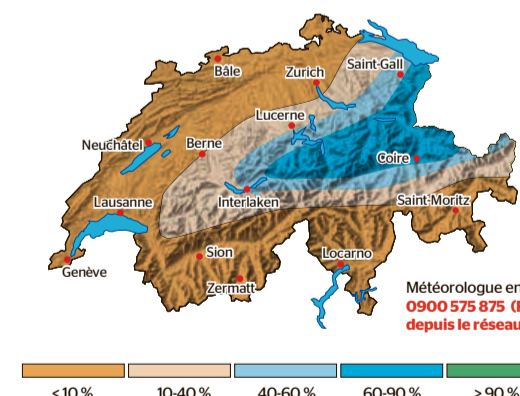 Saint-Gall
Bâle
Zurich
Lucerne
Neuchâtel
Berne
Coire
Lausanne
Interlaken
Saint-Moritz
Sion
Locarno
Genève
Zermatt
Météorologue en
0900 575 875
depuis le réseau
<10 %
10-40 %
40-60 %
60-90 %
>90 %